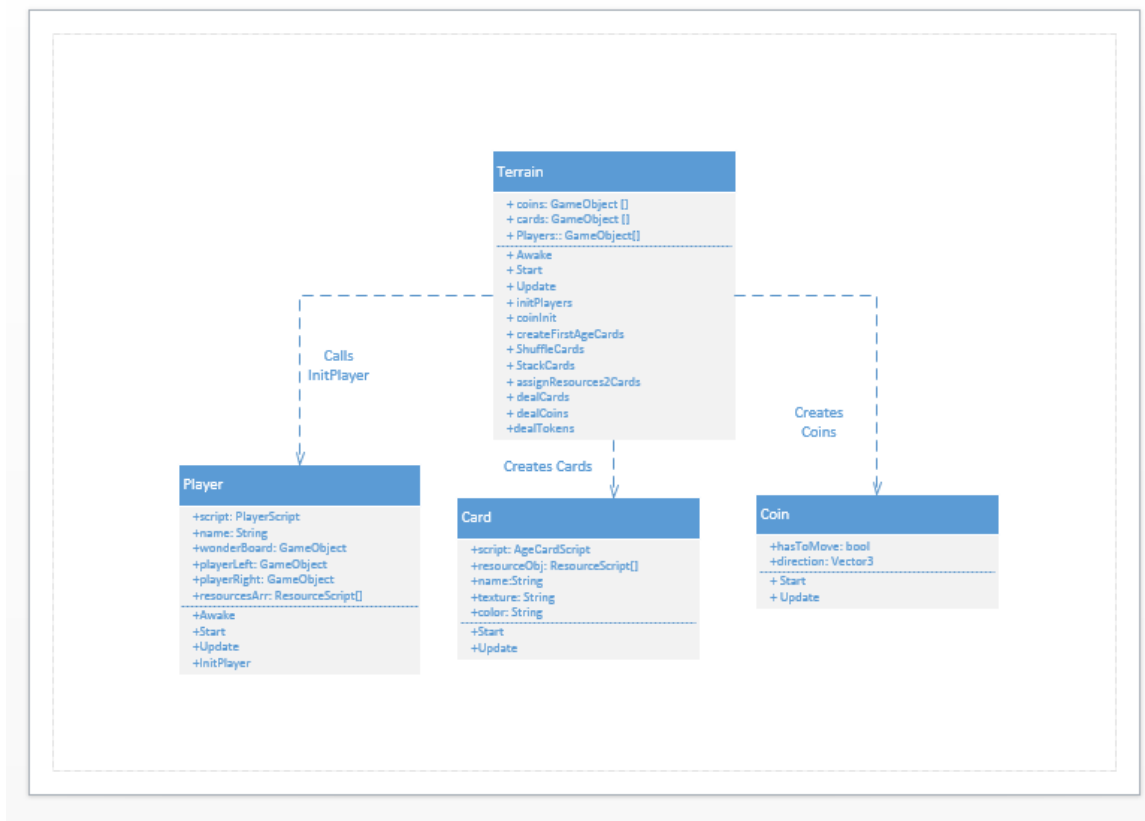 Terrain
+ coins: GameObject []
+ cards: GameObject []
+ Players:: GameObject[]
+ Awake
+ Start
+ Update
+ initPlayers
+ coinInit
+ createFirstAgeCards
+ ShuffleCards
+ StackCards
+ assignResources2Cards
+ dealCards
+ dealCoins
+dealTokens
Calls
InitPlayer
Creates Cards
Creates
Coins
Player
+script: PlayerScript
+name: String
+wonderBoard: GameObject
+playerLeft: GameObject
+playerRight: GameObject
+resourcesArr: ResourceScript[]
+Awake
+Start
+Update
+InitPlayer
Card
+script: AgeCardScript
+resourceObj: ResourceScript[]
+name:String
+texture: String
+color: String
+Start
+Update
Coin
+hasToMove: bool
+direction: Vector3
+ Start
+ Update